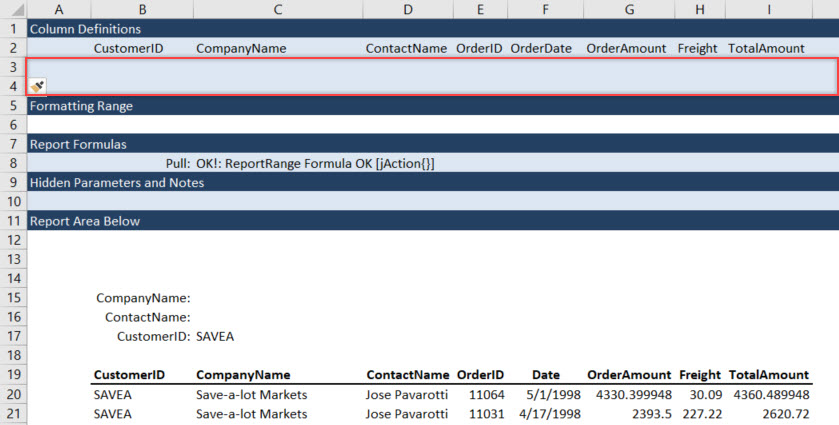 A B C D E F G H I
1 Column Definitions
2 CustomerID CompanyName ContactName OrderID OrderDate OrderAmount Freight TotalAmount
3
4
5 Formatting Range
6
7 Report Formulas
8 Pull: OK!: ReportRange Formula OK [jAction{}]
9 Hidden Parameters and Notes
10
11 Report Area Below
12
13
14
15 CompanyName:
16 ContactName:
17 CustomerID: SAVEA
18
19 CustomerID CompanyName ContactName OrderID Date OrderAmount Freight TotalAmount
20 SAVEA Save-a-lot Markets Jose Pavarotti 11064 5/1/1998 4330.399948 30.09 4360.489948
21 SAVEA Save-a-lot Markets Jose Pavarotti 11031 4/17/1998 2393.5 227.22 2620.72